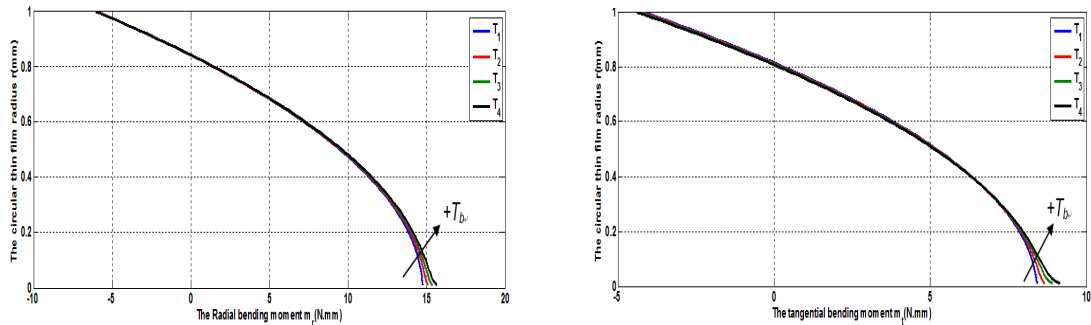 The circular thin film radius r(mm)
1
0.8
0.6
0.4
0.2
0
-10
-5
0
5
10
15
20
The Radial bending moment m_r(N.mm)
T_1
T_2
T_3
T_4
+T_b
The circular thin film radius r(mm)
1
0.8
0.6
0.4
0.2
0
-5
0
5
10
The tangential bending moment m_t(N.mm)
T_1
T_2
T_3
T_4
+T_b